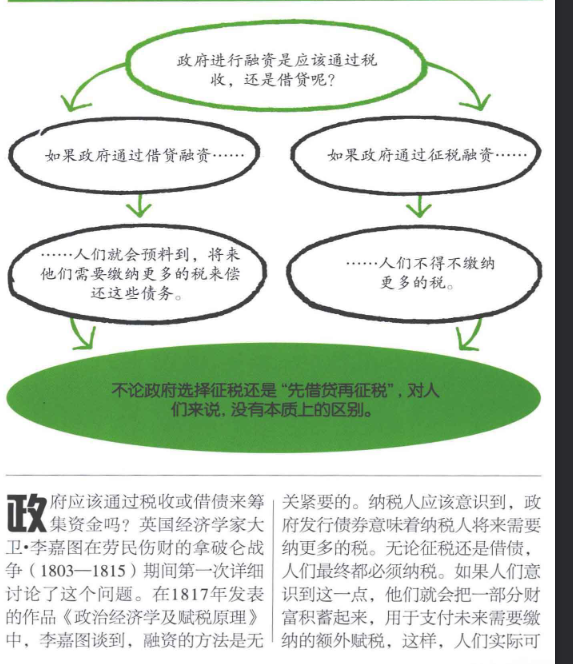 政府进行融资是应该通过税
收，还是借贷呢？
如果政府通过借贷融资……
如果政府通过征税融资……
……人们就会预料到，将来
他们需要缴纳更多的税来偿
还这些债务。
……人们不得不缴纳
更多的税。
不论政府选择征税还是“先借贷再征税”，对人
们来说，没有本质上的区别。
政府应该通过税收或借债来筹
集资金吗？英国经济学家大
卫·李嘉图在劳民伤财的拿破仑战
争（1803—1815）期间第一次详细
讨论了这个问题。在1817年发表
的作品《政治经济学及赋税原理》
中，李嘉图谈到，融资的方法是无
关紧要的。纳税人应该意识到，政
府发行债券意味着纳税人将来需要
纳更多的税。无论征税还是借债，
人们最终都必须纳税。如果人们意
识到这一点，他们就会把一部分财
富积蓄起来，用于支付未来需要缴
纳的额外赋税，这样，人们实际可